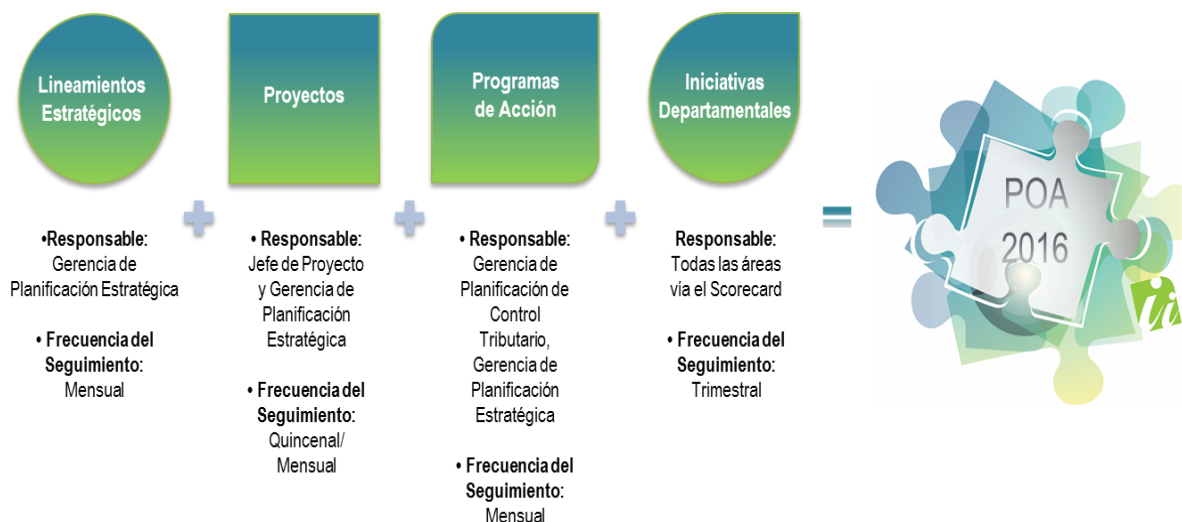 Lineamientos
Estratégicos
•Responsable:
Gerencia de
Planificación Estratégica
• Frecuencia del
Seguimiento:
Mensual
Proyectos
• Responsable:
Jefe de Proyecto
y Gerencia de
Planificación
Estratégica
• Frecuencia del
Seguimiento:
Quincenal/
Mensual
Programas
de Acción
• Responsable:
Gerencia de
Planificación de
Control
Tributario,
Gerencia de
Planificación
Estratégica
• Frecuencia del
Seguimiento:
Mensual
Iniciativas
Departamentales
Responsable:
Todas las áreas
vía el Scorecard
• Frecuencia del
Seguimiento:
Trimestral
POA
2016